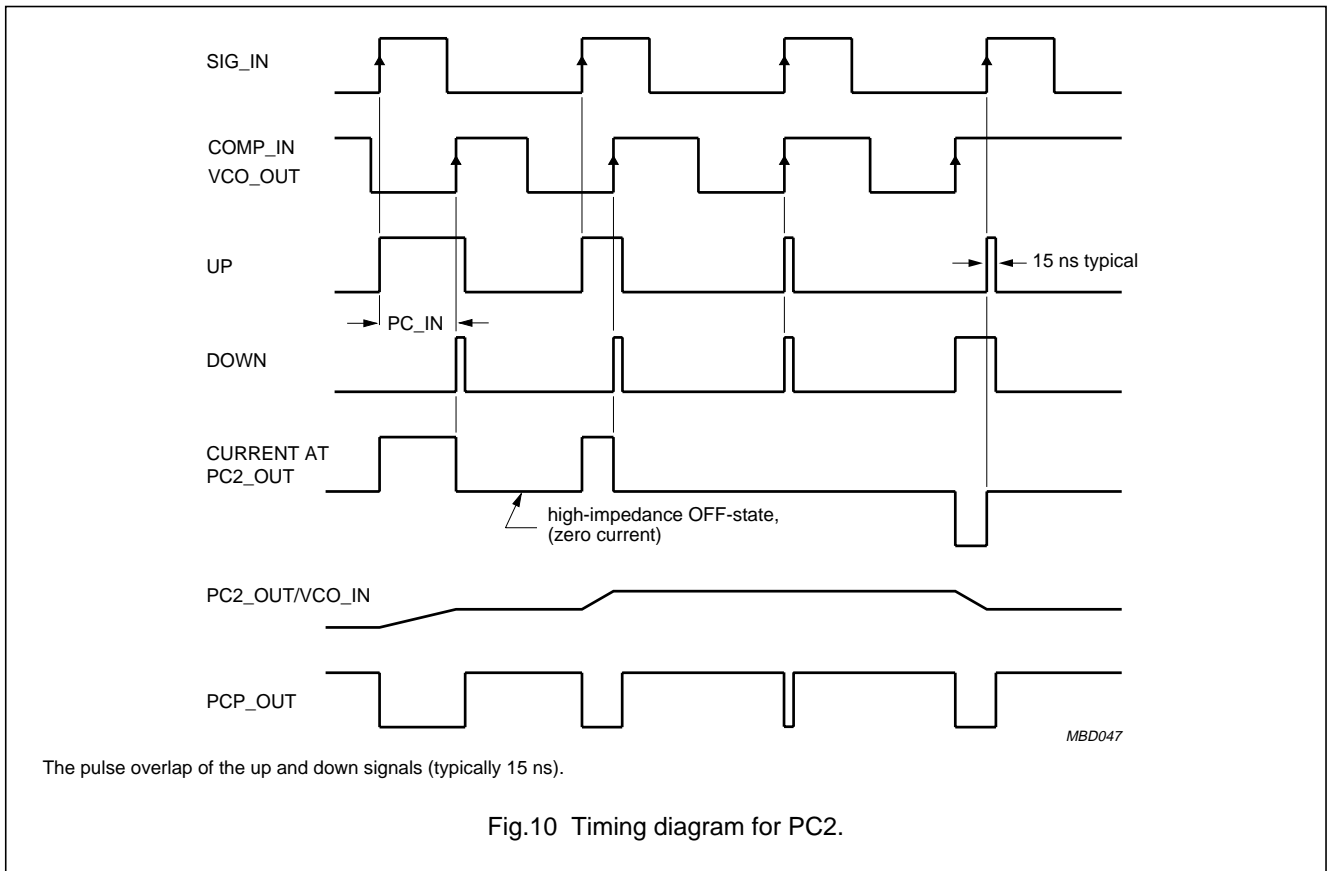 SIG_IN
COMP_IN
VCO_OUT
UP
15 ns typical
PC_IN
DOWN
CURRENT AT
PC2_OUT
high-impedance OFF-state,
(zero current)
PC2_OUT/VCO_IN
PCP_OUT
MBD047
The pulse overlap of the up and down signals (typically 15 ns).
Fig.10 Timing diagram for PC2.